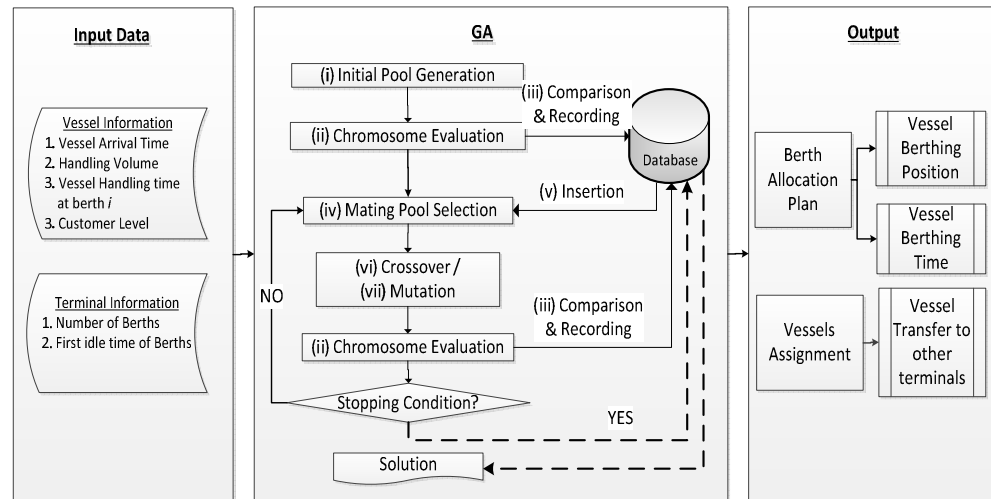 Input Data
Vessel Information
1. Vessel Arrival Time
2. Handling Volume
3. Vessel Handling time
at berth i
3. Customer Level
Terminal Information
1. Number of Berths
2. First idle time of Berths
GA
(i) Initial Pool Generation
(iii) Comparison
& Recording
(ii) Chromosome Evaluation
Database
(v) Insertion
(iv) Mating Pool Selection
(vi) Crossover /
(vii) Mutation
NO
(iii) Comparison
& Recording
(ii) Chromosome Evaluation
Stopping Condition?
YES
Solution
Output
Berth
Allocation
Plan
Vessel
Berthing
Position
Vessel
Berthing
Time
Vessels
Assignment
Vessel
Transfer to
other
terminals